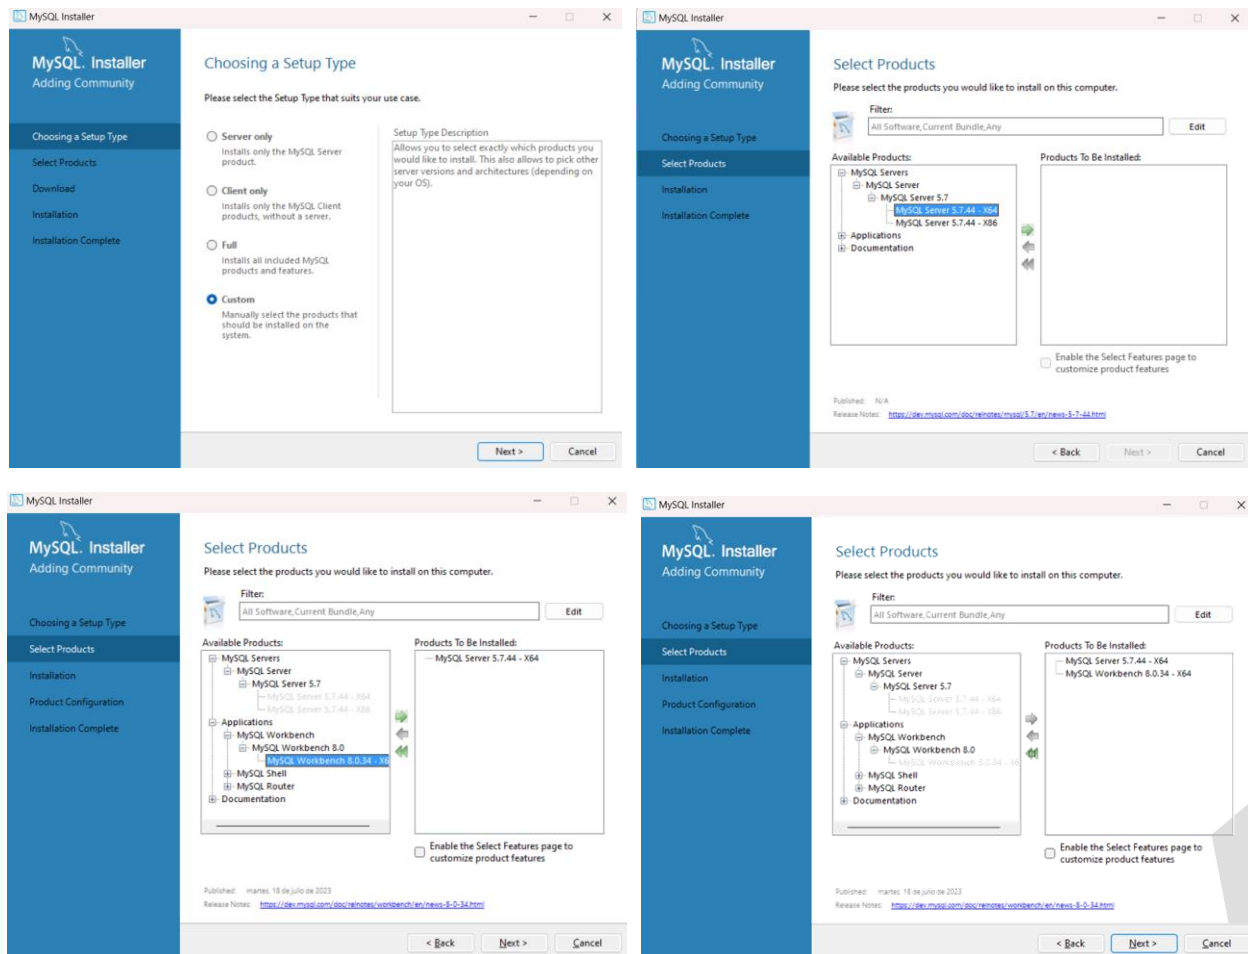 MySQL Installer
MySQL. Installer
Adding Community
Choosing a Setup Type
Select Products
Download
Installation
Installation Complete
Choosing a Setup Type
Please select the Setup Type that suits your use case.
Server only
Installs only the MySQL Server
product.
Client only
Installs only the MySQL Client
products, without a server.
Full
Installs all included MySQL
products and features.
Custom
Manually select the products that
should be installed on the
system.
Setup Type Description
Allows you to select exactly which products you
would like to install. This also allows to pick other
server versions and architectures (depending on
your OS).
Next >
Cancel
MySQL Installer
MySQL. Installer
Adding Community
Choosing a Setup Type
Select Products
Installation
Installation Complete
Select Products
Please select the products you would like to install on this computer.
Filter:
All Software,Current Bundle,Any
Edit
Available Products:
MySQL Servers
MySQL Server
MySQL Server 5.7
MySQL Server 5.7.44 - X64
MySQL Server 5.7.44 - X86
Applications
Documentation
Products To Be Installed:
Enable the Select Features page to
customize product features
Published: N/A
Release Notes: https://dev.mysql.com/doc/relnotes/mysql/5.7/en/news-5-7-44.html
< Back
Next >
Cancel
MySQL Installer
MySQL. Installer
Adding Community
Choosing a Setup Type
Select Products
Installation
Product Configuration
Installation Complete
Select Products
Please select the products you would like to install on this computer.
Filter:
All Software,Current Bundle,Any
Edit
Available Products:
MySQL Servers
MySQL Server
MySQL Server 5.7
MySQL Server 5.7.44 - X64
MySQL Server 5.7.44 - X86
Applications
MySQL Workbench
MySQL Workbench 8.0
MySQL Workbench 8.0.34 - X6
MySQL Shell
MySQL Router
Documentation
Products To Be Installed:
MySQL Server 5.7.44 - X64
Enable the Select Features page to
customize product features
Published: martes, 18 de julio de 2023
Release Notes: https://dev.mysql.com/doc/relnotes/workbench/en/news-8-0-34.html
< Back
Next >
Cancel
MySQL Installer
MySQL. Installer
Adding Community
Choosing a Setup Type
Select Products
Installation
Product Configuration
Installation Complete
Select Products
Please select the products you would like to install on this computer.
Filter:
All Software,Current Bundle,Any
Edit
Available Products:
MySQL Servers
MySQL Server
MySQL Server 5.7
MySQL Server 5.7.44 - X64
MySQL Server 5.7.44 - X86
Applications
MySQL Workbench
MySQL Workbench 8.0
MySQL Workbench 8.0.34 - X6
MySQL Shell
MySQL Router
Documentation
Products To Be Installed:
MySQL Server 5.7.44 - X64
MySQL Workbench 8.0.34 - X64
Enable the Select Features page to
customize product features
Published: martes, 18 de julio de 2023
Release Notes: https://dev.mysql.com/doc/relnotes/workbench/en/news-8-0-34.html
< Back
Next >
Cancel